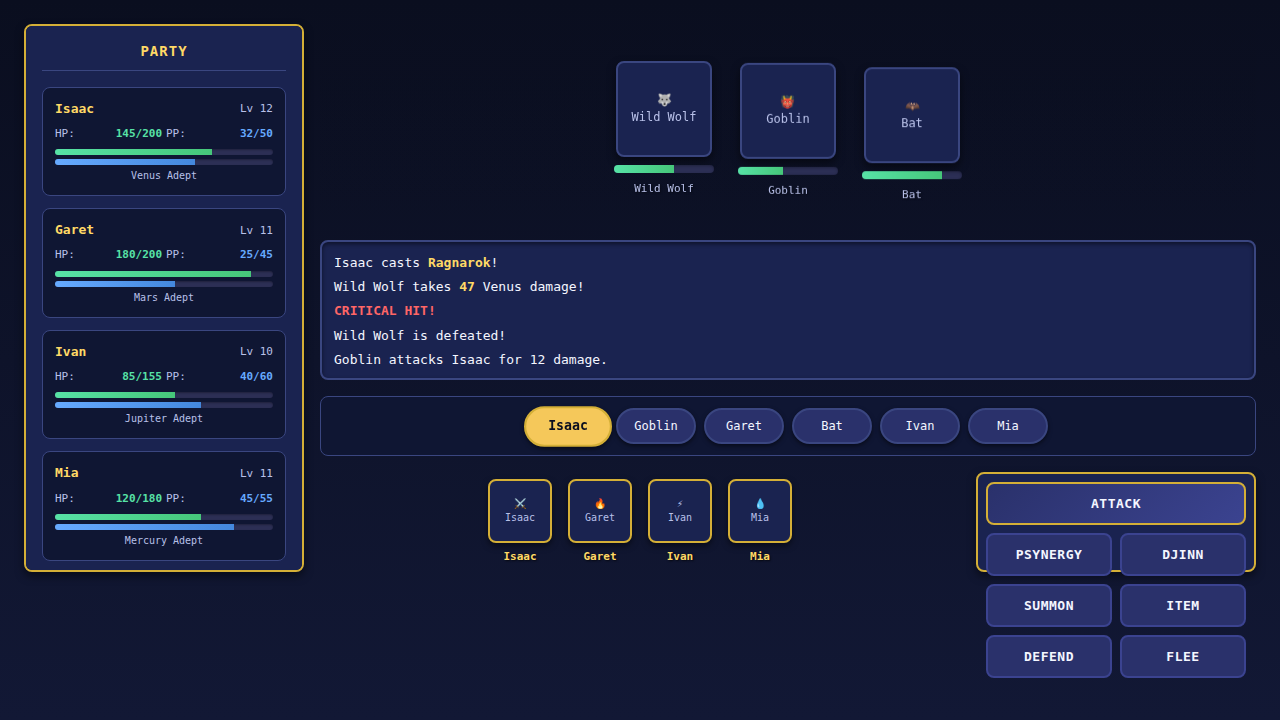 PARTY
Isaac Lv 12
HP: 145/200 PP: 32/50
Venus Adept
Garet Lv 11
HP: 180/200 PP: 25/45
Mars Adept
Ivan Lv 10
HP: 85/155 PP: 40/60
Jupiter Adept
Mia Lv 11
HP: 120/180 PP: 45/55
Mercury Adept
Wild Wolf
Goblin
Bat
Wild Wolf
Goblin
Bat
Isaac casts Ragnarok!
Wild Wolf takes 47 Venus damage!
CRITICAL HIT!
Wild Wolf is defeated!
Goblin attacks Isaac for 12 damage.
Isaac Goblin Garet Bat Ivan Mia
Isaac Garet Ivan Mia
Isaac Garet Ivan Mia
ATTACK
PSYNERGY DJINN
SUMMON ITEM
DEFEND FLEE